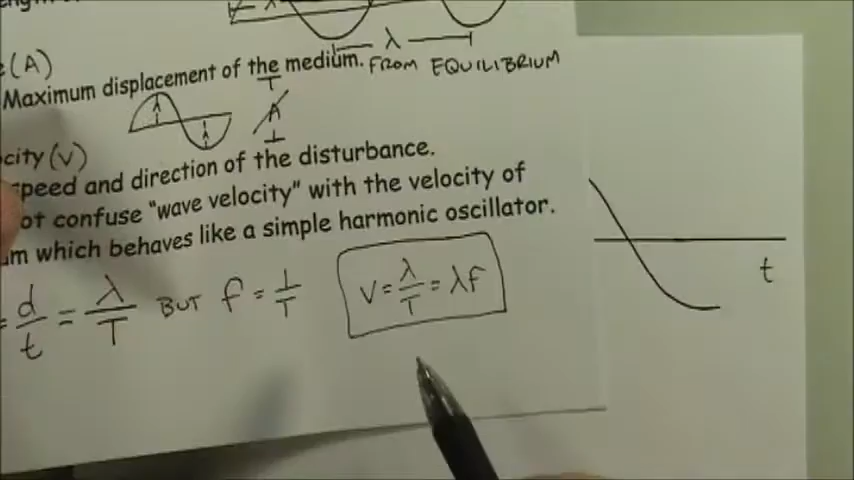 λ
(A)
Maximum displacement of the medium. FROM EQUILIBRIUM
city (V)
speed and direction of the disturbance.
ot confuse "wave velocity" with the velocity of
um which behaves like a simple harmonic oscillator.
= d/t = λ/T BUT f = 1/T V = λ/T = λf
t